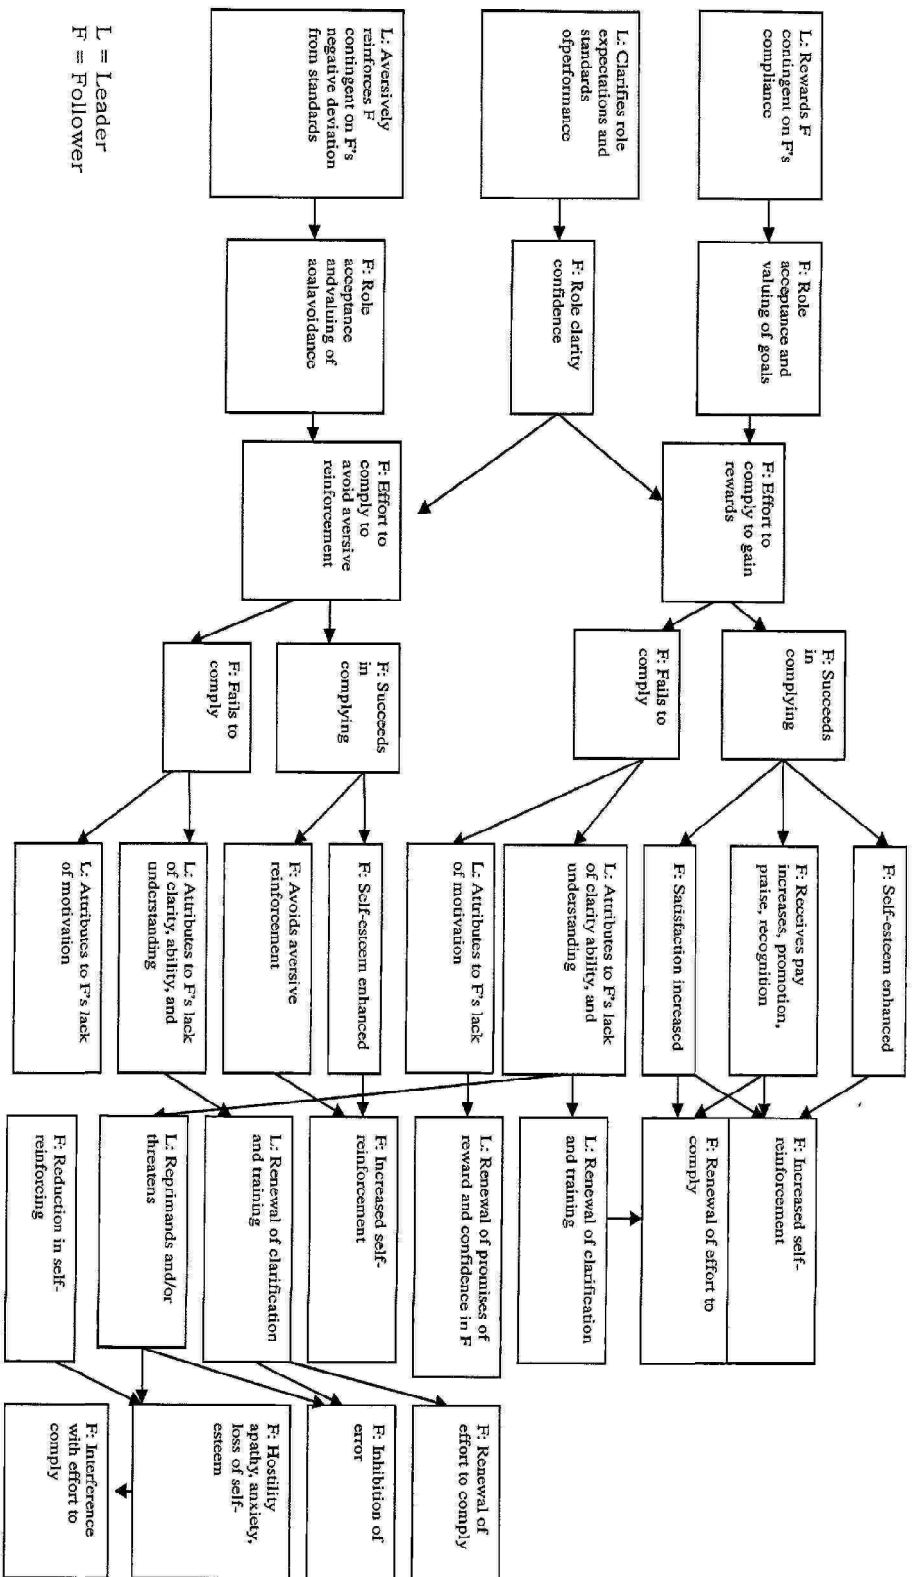 L: Rewards F
contingent on F's
compliance
L: Clarifies role
expectations and
standards
ofperformance
L: Aversively
reinforces F
contingent on F's
negative deviation
from standards
F: Role
acceptance and
valuing of goals
F: Role clarity
confidence
F: Role
acceptance
andvaluing of
aoalavoidance
F: Effort to
comply to gain
rewards
F: Effort to
comply to
avoid aversive
reinforcement
F: Succeeds
in
complying
F: Fails to
comply
F: Succeeds
in
complying
F: Fails to
comply
F: Self-esteem enhanced
F: Receives pay
increases, promotion,
praise, recognition
F: Satisfaction increased
L: Attributes to F's lack
of clarity ability, and
understanding
L: Attributes to F's lack
of motivation
F: Self-esteem enhanced
F: Avoids aversive
reinforcement
L: Attributes to F's lack
of clarity, ability, and
understanding
L: Attributes to F's lack
of motivation
F: Increased self-
reinforcement
F: Renewal of effort to
comply
L: Renewal of clarification
and training
L: Renewal of promises of
reward and confidence in F
F: Increased self-
reinforcement
L: Renewal of clarification
and training
L: Reprimands and/or
threatens
F: Reduction in self-
reinforcing
F: Renewal of
effort to comply
F: Inhibition of
error
F: Hostility
apathy, anxiety,
loss of self-
esteem
F: Interference
with effort to
comply
L = Leader
F = Follower